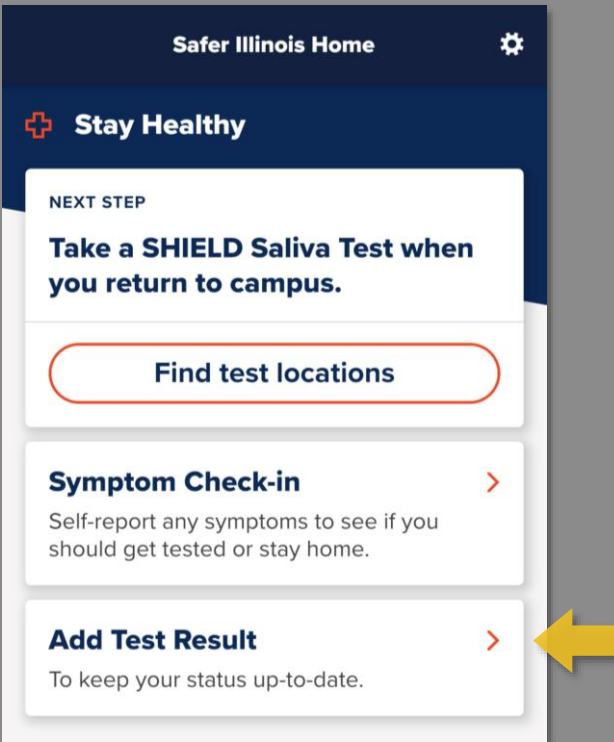 Safer Illinois Home
Stay Healthy
NEXT STEP
Take a SHIELD Saliva Test when
you return to campus.
Find test locations
Symptom Check-in
Self-report any symptoms to see if you
should get tested or stay home.
Add Test Result
To keep your status up-to-date.